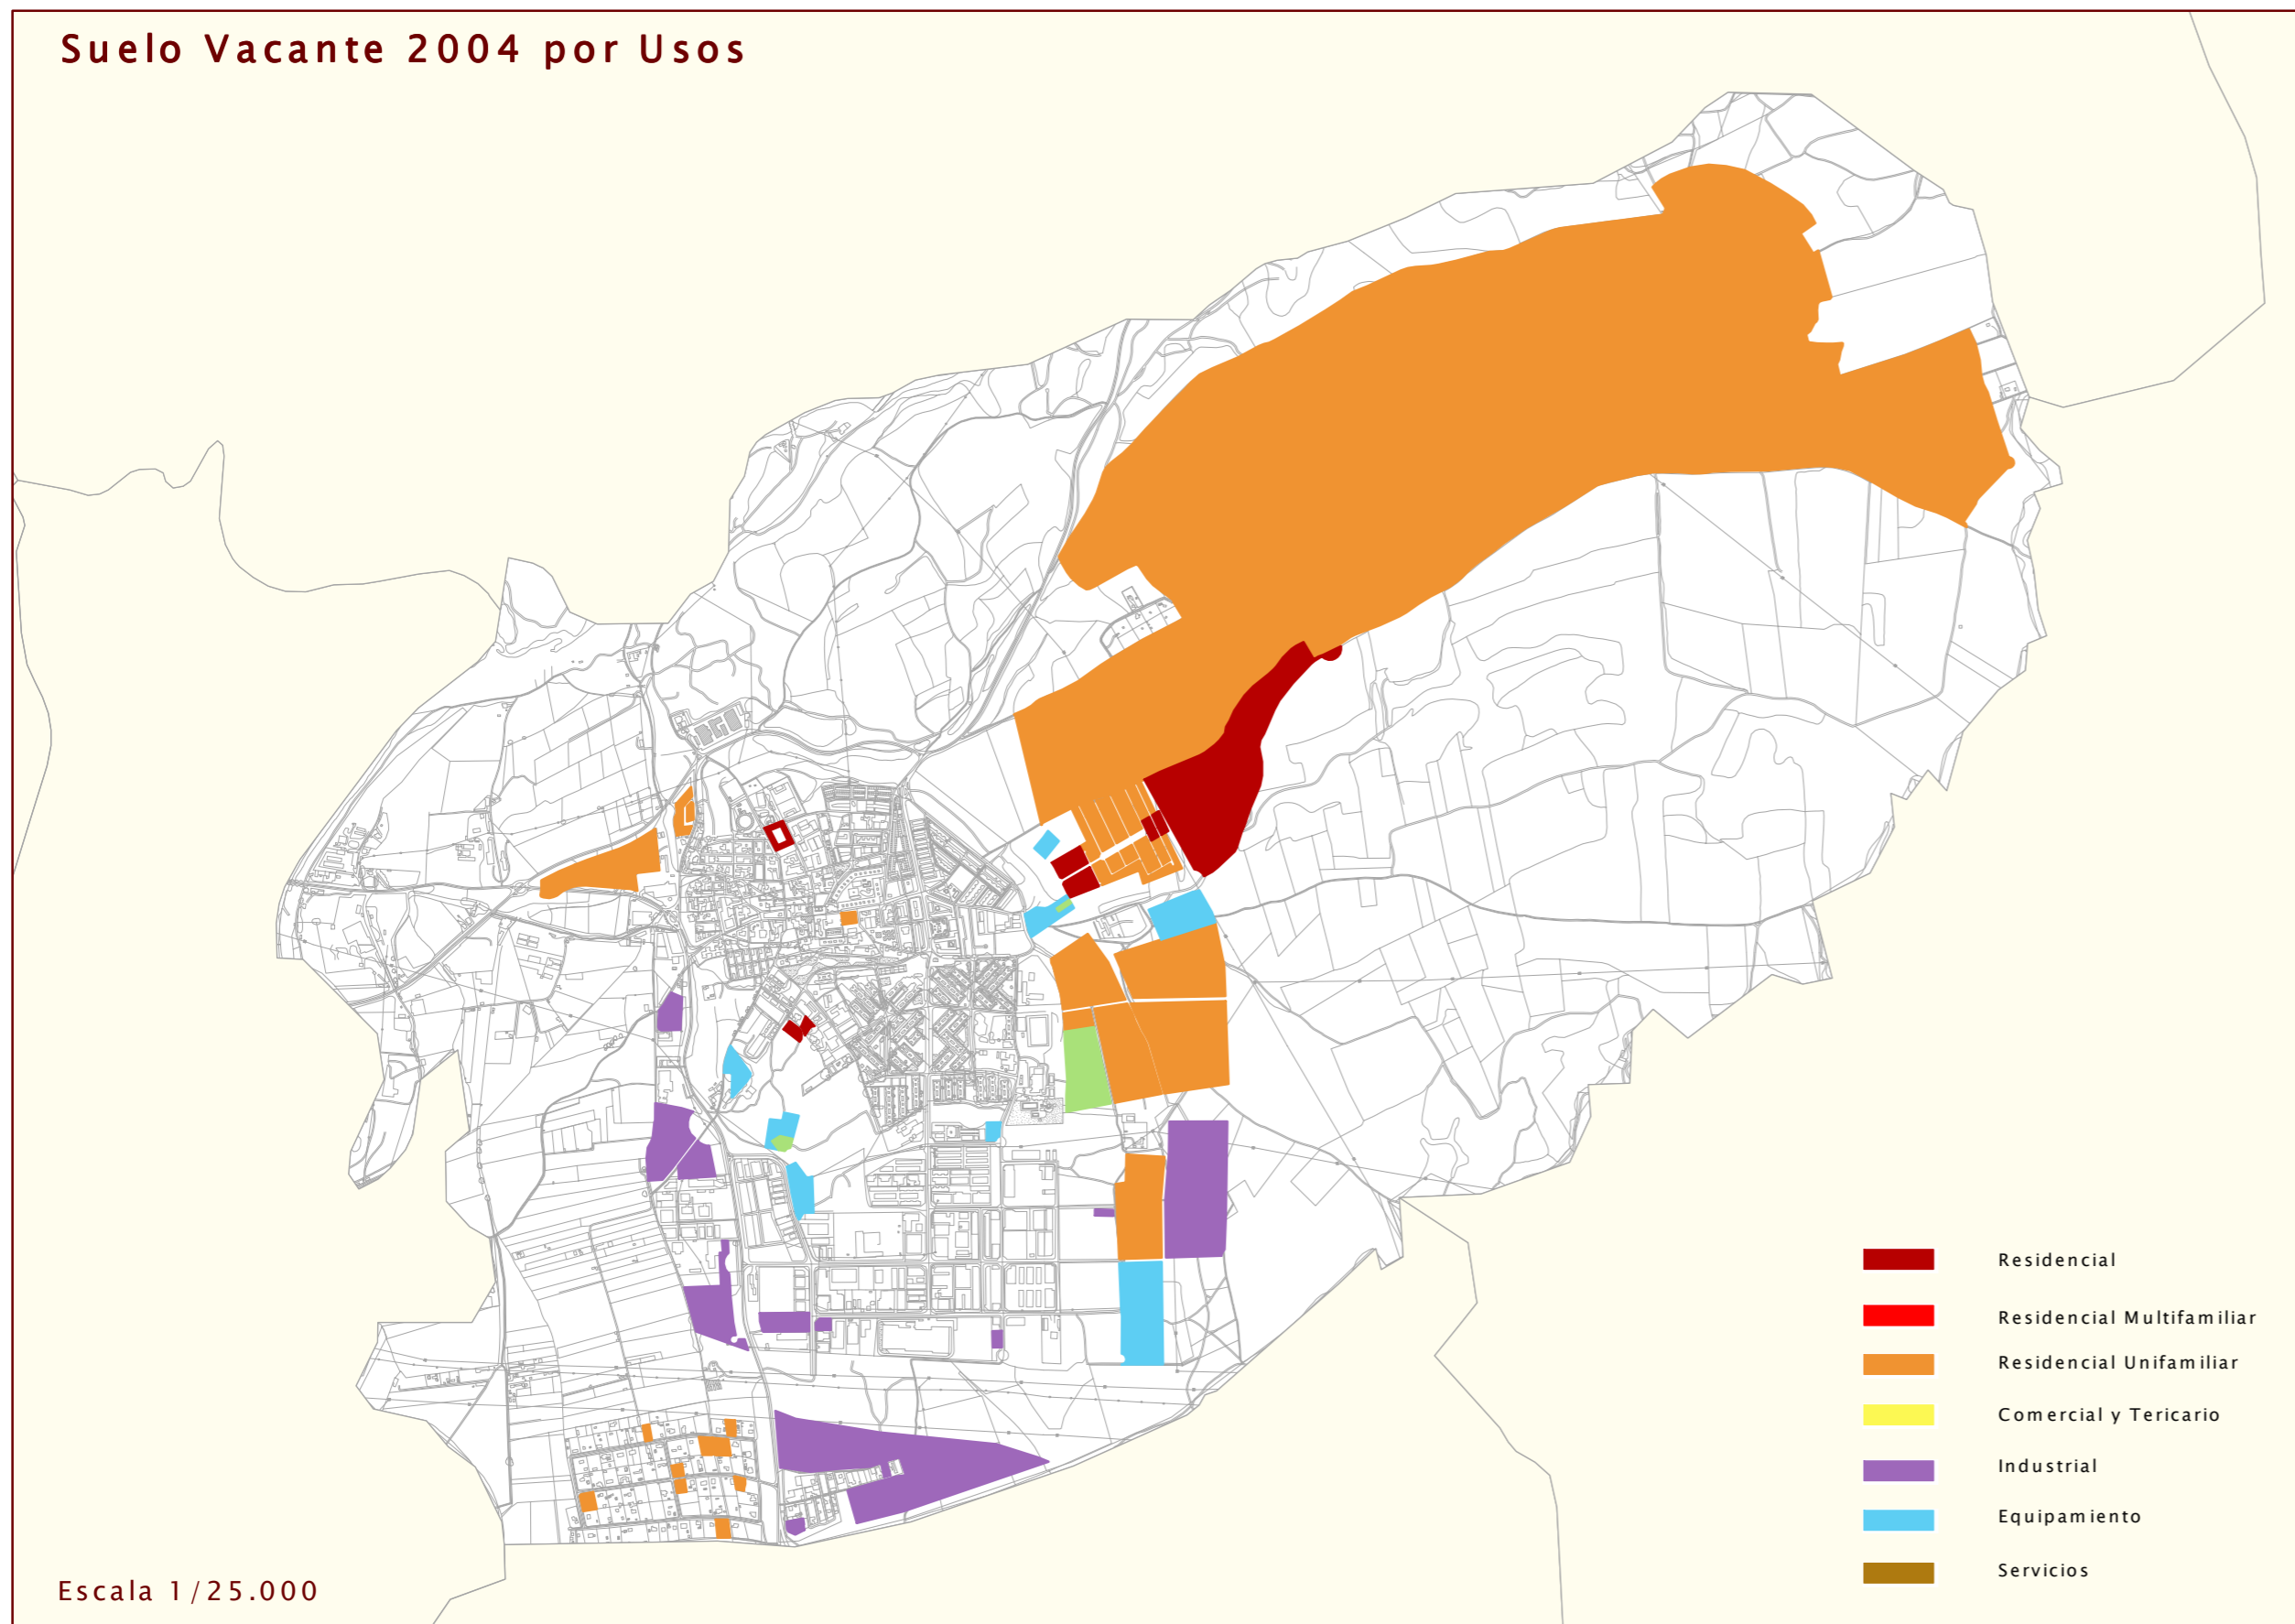 Suelo Vacante 2004 por Usos
Residencial
Residencial Multifamiliar
Residencial Unifamiliar
Comercial y Tericario
Industrial
Equipamiento
Servicios
Escala 1/25.000